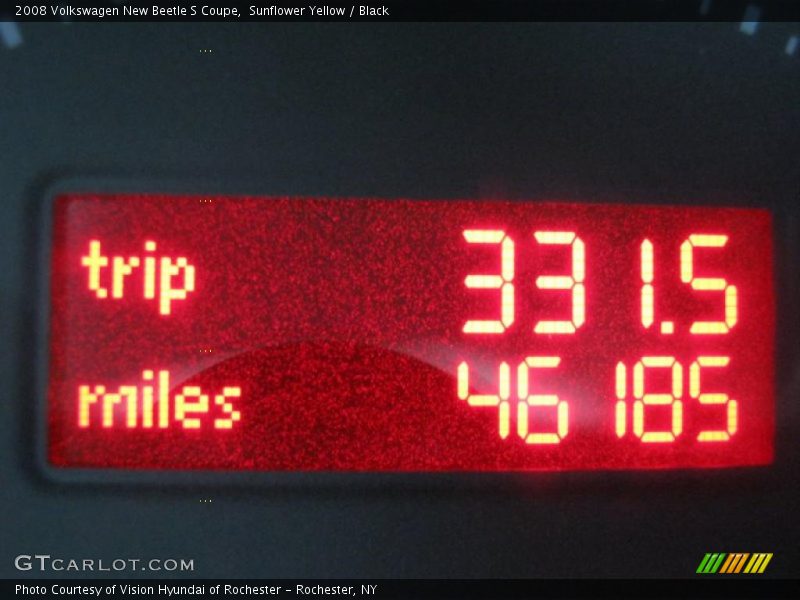 2008 Volkswagen New Beetle S Coupe,  Sunflower Yellow / Black
trip 331.5
miles 46185
GTCARLOT.COM
Photo Courtesy of Vision Hyundai of Rochester - Rochester, NY